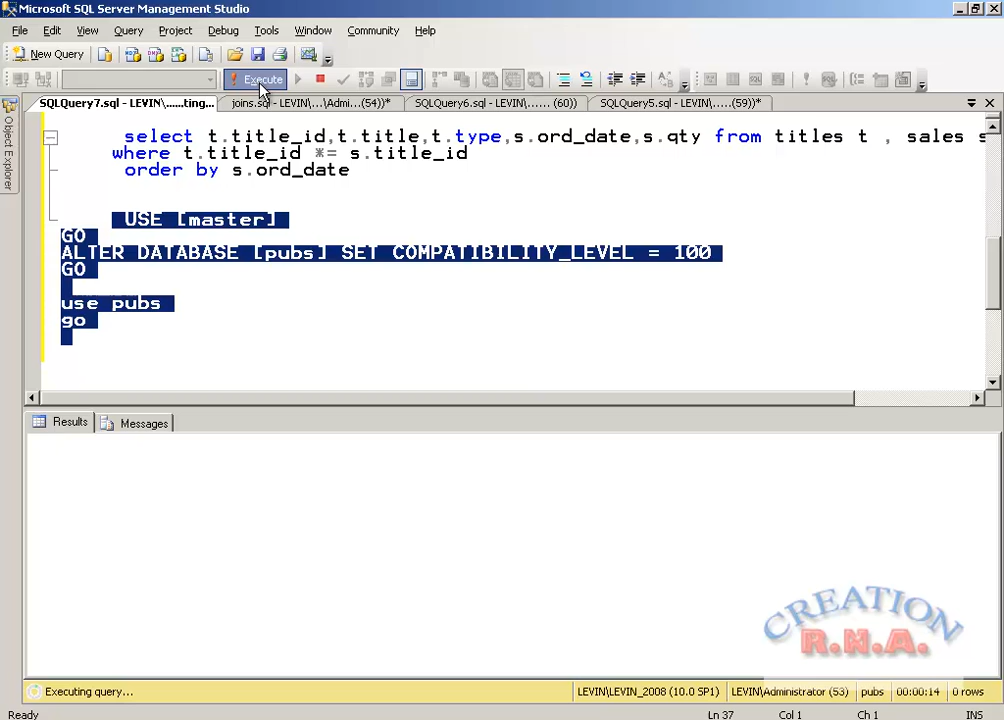 Microsoft SQL Server Management Studio
File Edit View Query Project Debug Tools Window Community Help
New Query
Execute
SQLQuery7.sql - LEVIN\......ting... joins.sql - LEVIN\...\Admi...(54))* SQLQuery6.sql - LEVIN\...... (60)) SQLQuery5.sql - LEVIN\.....(59))*
Object Explorer
select t.title_id,t.title,t.type,s.ord_date,s.qty from titles t , sales s
where t.title_id *= s.title_id
order by s.ord_date
USE [master]
GO
ALTER DATABASE [pubs] SET COMPATIBILITY_LEVEL = 100
GO
use pubs
go
Results Messages
CREATION
R.N.A.
Executing query... LEVIN\LEVIN_2008 (10.0 SP1) LEVIN\Administrator (53) pubs 00:00:14 0 rows
Ready Ln 37 Col 1 Ch 1 INS